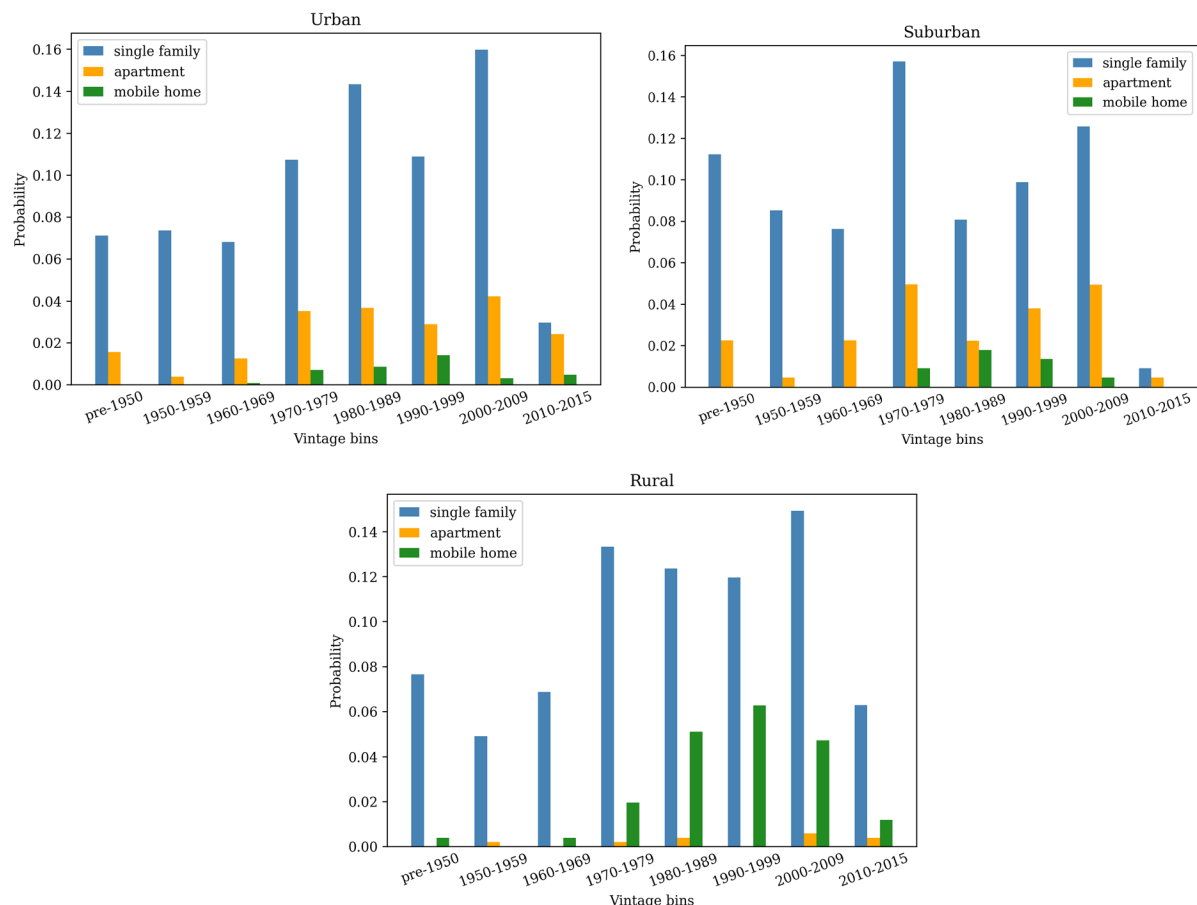 Urban
single family
apartment
mobile home
0.16
0.14
0.12
0.10
0.08
0.06
0.04
0.02
0.00
Probability
pre-1950
1950-1959
1960-1969
1970-1979
1980-1989
1990-1999
2000-2009
2010-2015
Vintage bins
Suburban
single family
apartment
mobile home
0.16
0.14
0.12
0.10
0.08
0.06
0.04
0.02
0.00
Probability
pre-1950
1950-1959
1960-1969
1970-1979
1980-1989
1990-1999
2000-2009
2010-2015
Vintage bins
Rural
single family
apartment
mobile home
0.14
0.12
0.10
0.08
0.06
0.04
0.02
0.00
Probability
pre-1950
1950-1959
1960-1969
1970-1979
1980-1989
1990-1999
2000-2009
2010-2015
Vintage bins